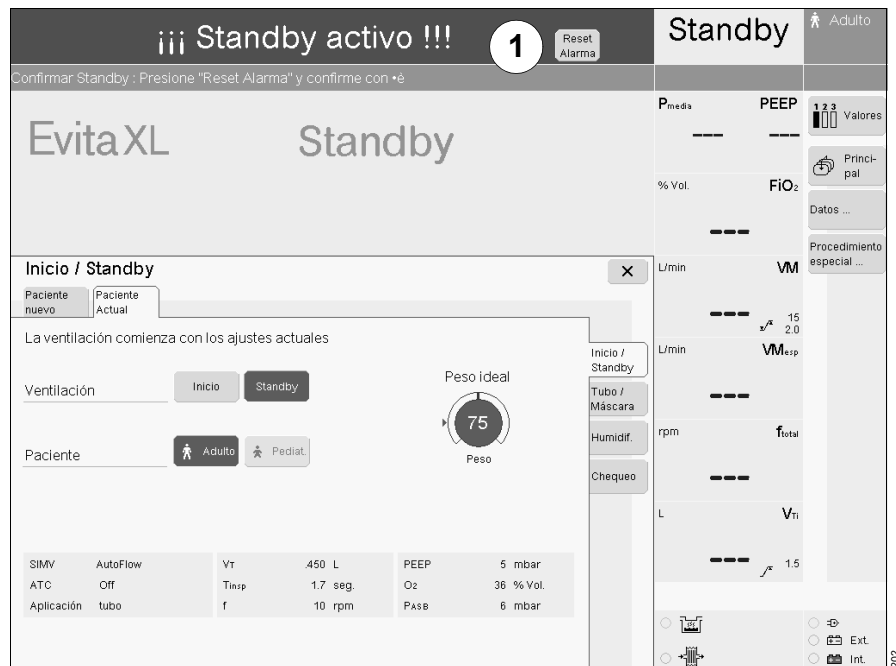 ¡¡¡ Standby activo !!!
1
Reset
Alarma
Standby
Adulto
Confirmar Standby : Presione "Reset Alarma" y confirme con •è
Evita XL
Standby
Pmedia PEEP
--- ---
% Vol. FiO2
---
L/min VM
---
15
2.0
L/min VMesp
---
rpm ftotal
---
L VTi
---
1.5
1 2 3
Valores
Princi-
pal
Datos ...
Procedimiento
especial ...
Inicio / Standby
Paciente
nuevo
Paciente
Actual
La ventilación comienza con los ajustes actuales
Ventilación
Inicio
Standby
Peso ideal
75
Peso
Paciente
Adulto
Pediat.
Inicio /
Standby
Tubo /
Máscara
Humidif.
Chequeo
SIMV AutoFlow
ATC Off
Aplicación tubo
VT .450 L
Tinsp 1.7 seg.
f 10 rpm
PEEP 5 mbar
O2 36 % Vol.
PASB 6 mbar
Ext.
Int.